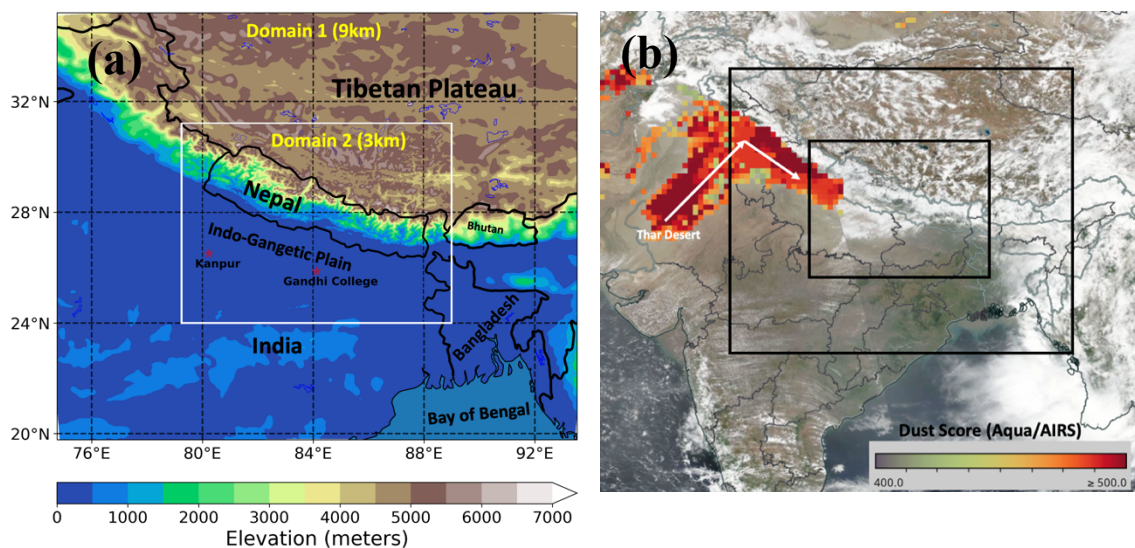 (a)
Domain 1 (9km)
Tibetan Plateau
Domain 2 (3km)
Nepal
Bhutan
Indo-Gangetic Plain
Kanpur
Gandhi College
Bangladesh
India
Bay of Bengal
32°N
28°N
24°N
20°N
76°E 80°E 84°E 88°E 92°E
0 1000 2000 3000 4000 5000 6000 7000
Elevation (meters)
(b)
Thar Desert
Dust Score (Aqua/AIRS)
400.0 ≥ 500.0